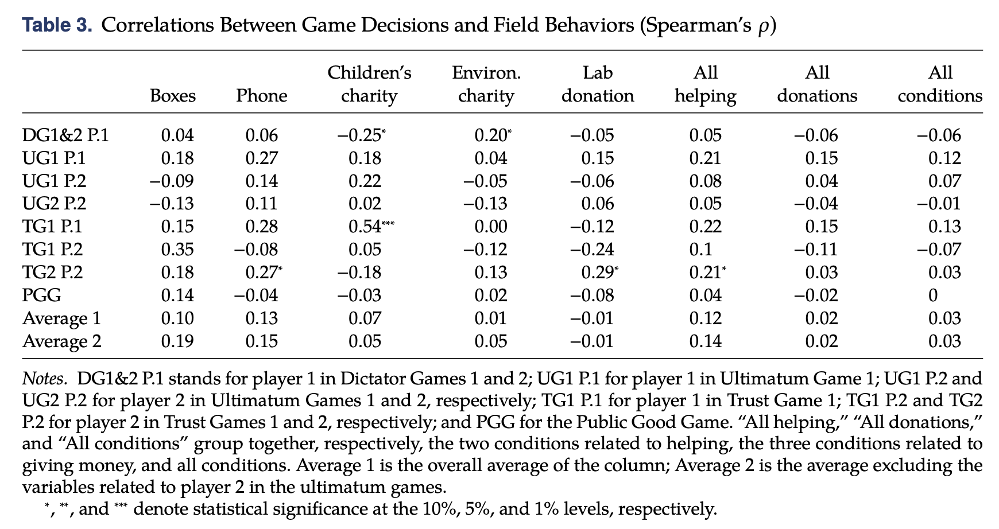 Table 3. Correlations Between Game Decisions and Field Behaviors (Spearman's ρ)
Children's Environ. Lab All All All
Boxes Phone charity charity donation helping donations conditions
DG1&2 P.1 0.04 0.06 −0.25* 0.20* −0.05 0.05 −0.06 −0.06
UG1 P.1 0.18 0.27 0.18 0.04 0.15 0.21 0.15 0.12
UG1 P.2 −0.09 0.14 0.22 −0.05 −0.06 0.08 0.04 0.07
UG2 P.2 −0.13 0.11 0.02 −0.13 0.06 0.05 −0.04 −0.01
TG1 P.1 0.15 0.28 0.54*** 0.00 −0.12 0.22 0.15 0.13
TG1 P.2 0.35 −0.08 0.05 −0.12 −0.24 0.1 −0.11 −0.07
TG2 P.2 0.18 0.27* −0.18 0.13 0.29* 0.21* 0.03 0.03
PGG 0.14 −0.04 −0.03 0.02 −0.08 0.04 −0.02 0
Average 1 0.10 0.13 0.07 0.01 −0.01 0.12 0.02 0.03
Average 2 0.19 0.15 0.05 0.05 −0.01 0.14 0.02 0.03
Notes. DG1&2 P.1 stands for player 1 in Dictator Games 1 and 2; UG1 P.1 for player 1 in Ultimatum Game 1; UG1 P.2 and
UG2 P.2 for player 2 in Ultimatum Games 1 and 2, respectively; TG1 P.1 for player 1 in Trust Game 1; TG1 P.2 and TG2
P.2 for player 2 in Trust Games 1 and 2, respectively; and PGG for the Public Good Game. “All helping,” “All donations,”
and “All conditions” group together, respectively, the two conditions related to helping, the three conditions related to
giving money, and all conditions. Average 1 is the overall average of the column; Average 2 is the average excluding the
variables related to player 2 in the ultimatum games.
*, **, and *** denote statistical significance at the 10%, 5%, and 1% levels, respectively.